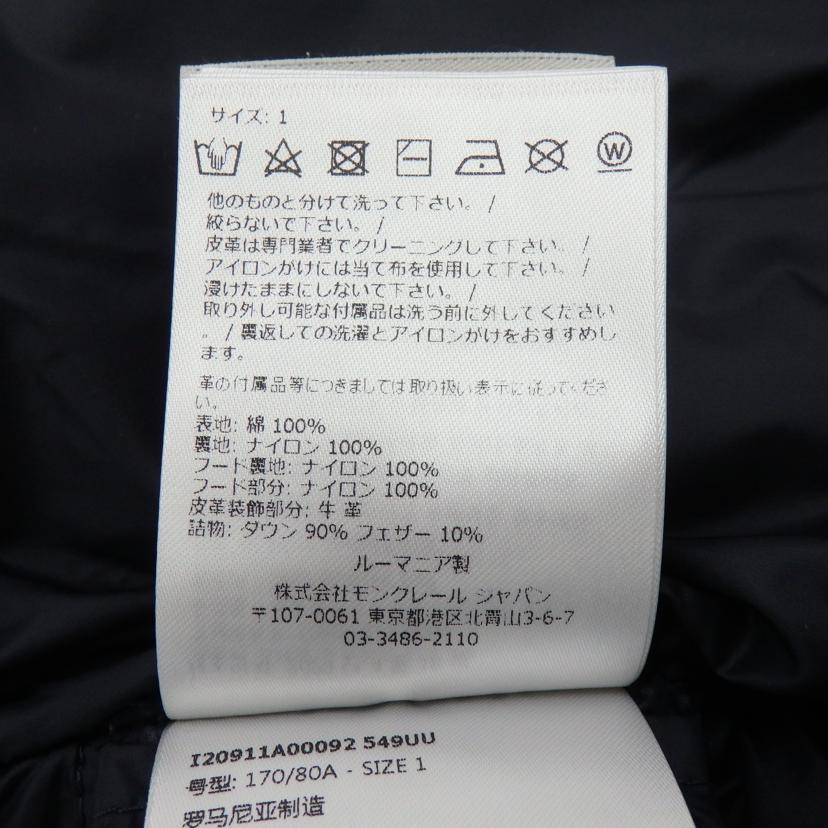 サイズ: 1
W
他のものと分けて洗って下さい。 /
絞らないで下さい。 /
皮革は専門業者でクリーニングして下さい。 /
アイロンがけには当て布を使用して下さい。 /
浸けたままにしないで下さい。 /
取り外し可能な付属品は洗う前に外してください
。 / 裏返しての洗濯とアイロンがけをおすすめし
ます。
革の付属品等につきましては取り扱い表示に従ってくださ
い。
表地: 綿 100%
裏地: ナイロン 100%
フード裏地: ナイロン 100%
フード部分: ナイロン 100%
皮革装飾部分: 牛 革
詰物: ダウン 90% フェザー 10%
ルーマニア製
株式会社モンクレール ジャパン
〒107-0061 東京都港区北青山3-6-7
03-3486-2110
I20911A00092 549UU
号型: 170/80A - SIZE 1
罗马尼亚制造